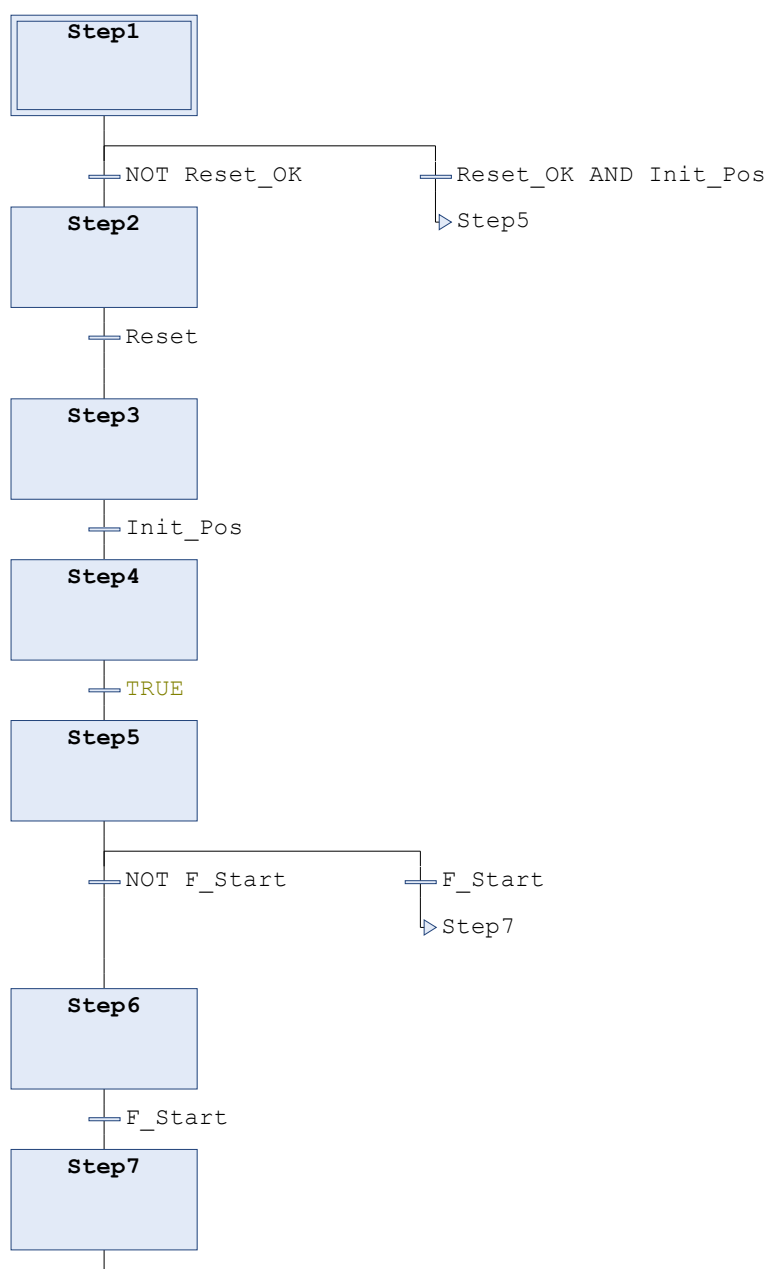 Step1
NOT Reset_OK
Reset_OK AND Init_Pos
Step2
Step5
Reset
Step3
Init_Pos
Step4
TRUE
Step5
NOT F_Start
F_Start
Step7
Step6
F_Start
Step7